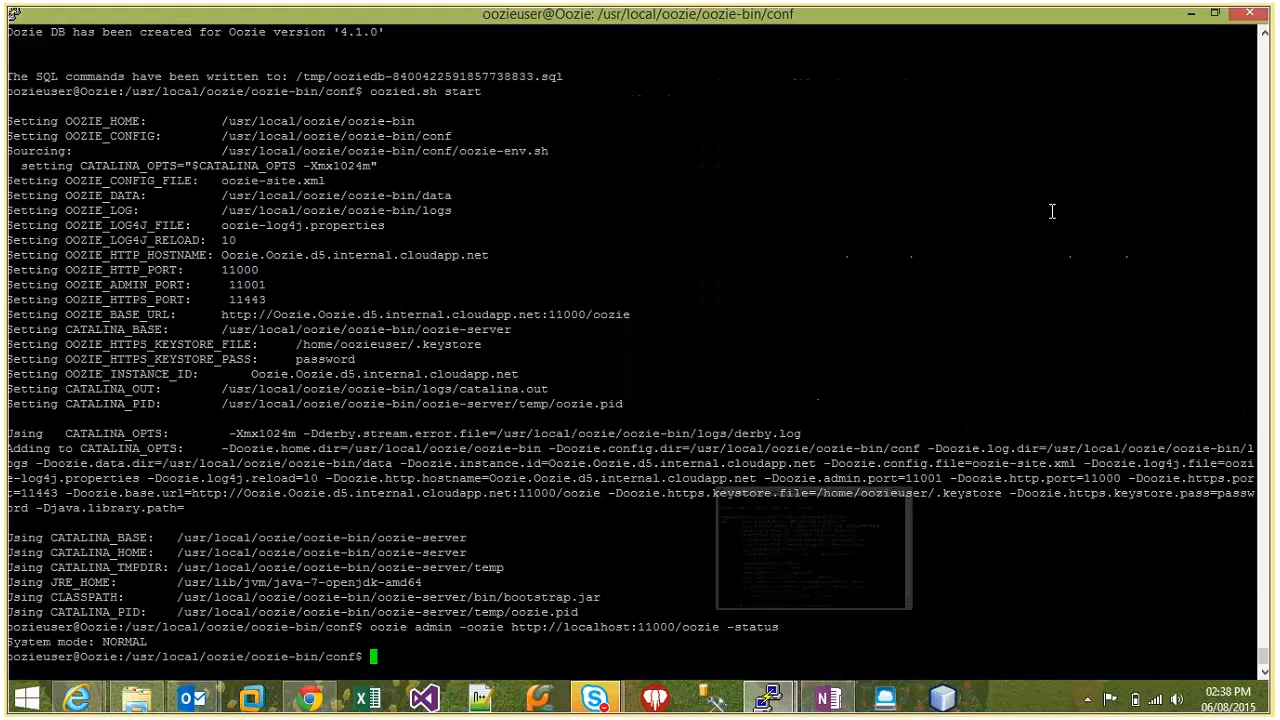 oozieuser@Oozie: /usr/local/oozie/oozie-bin/conf
Oozie DB has been created for Oozie version '4.1.0'
The SQL commands have been written to: /tmp/ooziedb-8400422591857738833.sql
oozieuser@Oozie:/usr/local/oozie/oozie-bin/conf$ oozied.sh start
Setting OOZIE_HOME: /usr/local/oozie/oozie-bin
Setting OOZIE_CONFIG: /usr/local/oozie/oozie-bin/conf
Sourcing: /usr/local/oozie/oozie-bin/conf/oozie-env.sh
setting CATALINA_OPTS="$CATALINA_OPTS -Xmx1024m"
Setting OOZIE_CONFIG_FILE: oozie-site.xml
Setting OOZIE_DATA: /usr/local/oozie/oozie-bin/data
Setting OOZIE_LOG: /usr/local/oozie/oozie-bin/logs
Setting OOZIE_LOG4J_FILE: oozie-log4j.properties
Setting OOZIE_LOG4J_RELOAD: 10
Setting OOZIE_HTTP_HOSTNAME: Oozie.Oozie.d5.internal.cloudapp.net
Setting OOZIE_HTTP_PORT: 11000
Setting OOZIE_ADMIN_PORT: 11001
Setting OOZIE_HTTPS_PORT: 11443
Setting OOZIE_BASE_URL: http://Oozie.Oozie.d5.internal.cloudapp.net:11000/oozie
Setting CATALINA_BASE: /usr/local/oozie/oozie-bin/oozie-server
Setting OOZIE_HTTPS_KEYSTORE_FILE: /home/oozieuser/.keystore
Setting OOZIE_HTTPS_KEYSTORE_PASS: password
Setting OOZIE_INSTANCE_ID: Oozie.Oozie.d5.internal.cloudapp.net
Setting CATALINA_OUT: /usr/local/oozie/oozie-bin/logs/catalina.out
Setting CATALINA_PID: /usr/local/oozie/oozie-bin/oozie-server/temp/oozie.pid
Using CATALINA_OPTS: -Xmx1024m -Dderby.stream.error.file=/usr/local/oozie/oozie-bin/logs/derby.log
Adding to CATALINA_OPTS: -Doozie.home.dir=/usr/local/oozie/oozie-bin -Doozie.config.dir=/usr/local/oozie/oozie-bin/conf -Doozie.log.dir=/usr/local/oozie/oozie-bin/l
ogs -Doozie.data.dir=/usr/local/oozie/oozie-bin/data -Doozie.instance.id=Oozie.Oozie.d5.internal.cloudapp.net -Doozie.config.file=oozie-site.xml -Doozie.log4j.file=oozi
e-log4j.properties -Doozie.log4j.reload=10 -Doozie.http.hostname=Oozie.Oozie.d5.internal.cloudapp.net -Doozie.admin.port=11001 -Doozie.http.port=11000 -Doozie.https.por
t=11443 -Doozie.base.url=http://Oozie.Oozie.d5.internal.cloudapp.net:11000/oozie -Doozie.https.keystore.file=/home/oozieuser/.keystore -Doozie.https.keystore.pass=passw
ord -Djava.library.path=
Using CATALINA_BASE: /usr/local/oozie/oozie-bin/oozie-server
Using CATALINA_HOME: /usr/local/oozie/oozie-bin/oozie-server
Using CATALINA_TMPDIR: /usr/local/oozie/oozie-bin/oozie-server/temp
Using JRE_HOME: /usr/lib/jvm/java-7-openjdk-amd64
Using CLASSPATH: /usr/local/oozie/oozie-bin/oozie-server/bin/bootstrap.jar
Using CATALINA_PID: /usr/local/oozie/oozie-bin/oozie-server/temp/oozie.pid
oozieuser@Oozie:/usr/local/oozie/oozie-bin/conf$ oozie admin -oozie http://localhost:11000/oozie -status
System mode: NORMAL
oozieuser@Oozie:/usr/local/oozie/oozie-bin/conf$
02:38 PM
06/08/2015